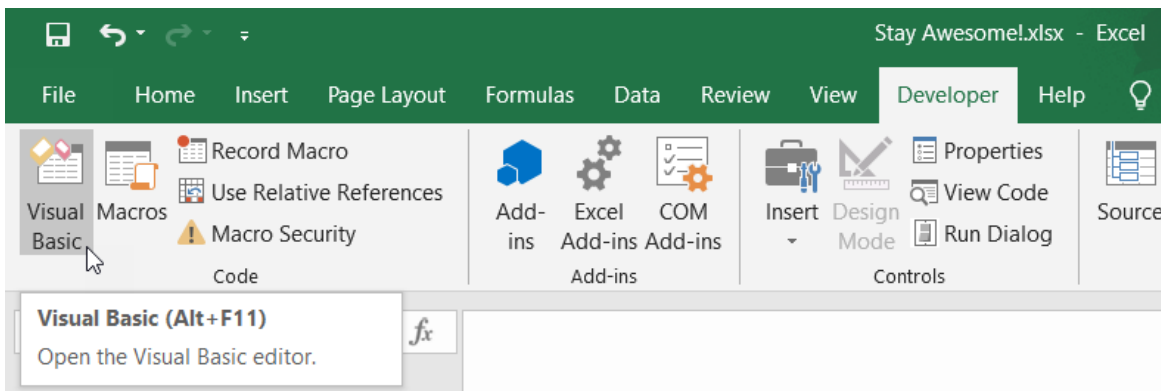 Stay Awesome!.xlsx - Excel
File Home Insert Page Layout Formulas Data Review View Developer Help
Visual Basic
Macros
Record Macro
Use Relative References
Macro Security
Code
Add-ins
Excel Add-ins
COM Add-ins
Add-ins
Insert
Design Mode
Properties
View Code
Run Dialog
Controls
Source
Visual Basic (Alt+F11)
Open the Visual Basic editor.
fx